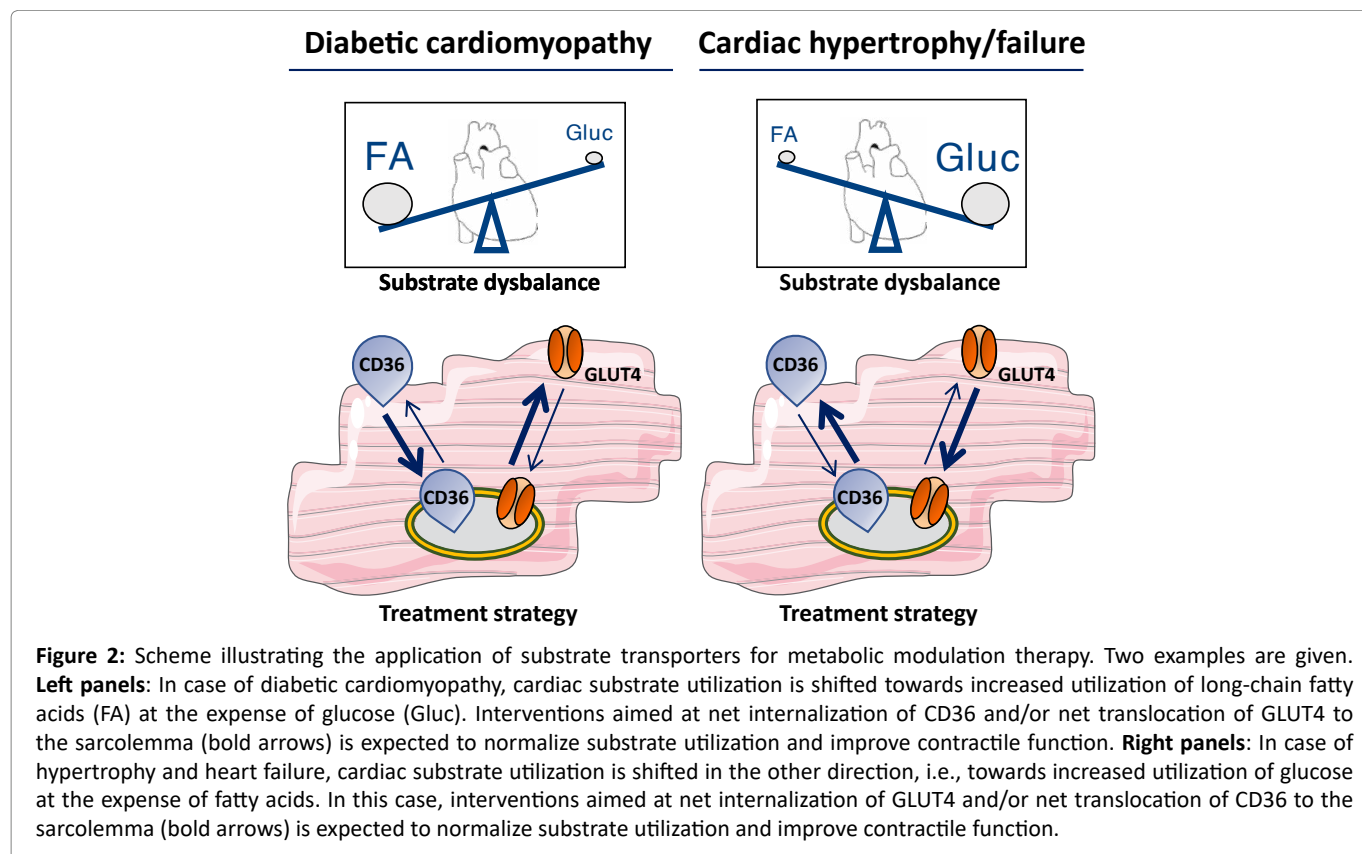 Diabetic cardiomyopathy
Cardiac hypertrophy/failure
FA
Gluc
FA
Gluc
Substrate dysbalance
Substrate dysbalance
CD36
GLUT4
CD36
CD36
GLUT4
CD36
Treatment strategy
Treatment strategy
Figure 2: Scheme illustrating the application of substrate transporters for metabolic modulation therapy. Two examples are given.
Left panels: In case of diabetic cardiomyopathy, cardiac substrate utilization is shifted towards increased utilization of long-chain fatty
acids (FA) at the expense of glucose (Gluc). Interventions aimed at net internalization of CD36 and/or net translocation of GLUT4 to
the sarcolemma (bold arrows) is expected to normalize substrate utilization and improve contractile function. Right panels: In case of
hypertrophy and heart failure, cardiac substrate utilization is shifted in the other direction, i.e., towards increased utilization of glucose
at the expense of fatty acids. In this case, interventions aimed at net internalization of GLUT4 and/or net translocation of CD36 to the
sarcolemma (bold arrows) is expected to normalize substrate utilization and improve contractile function.